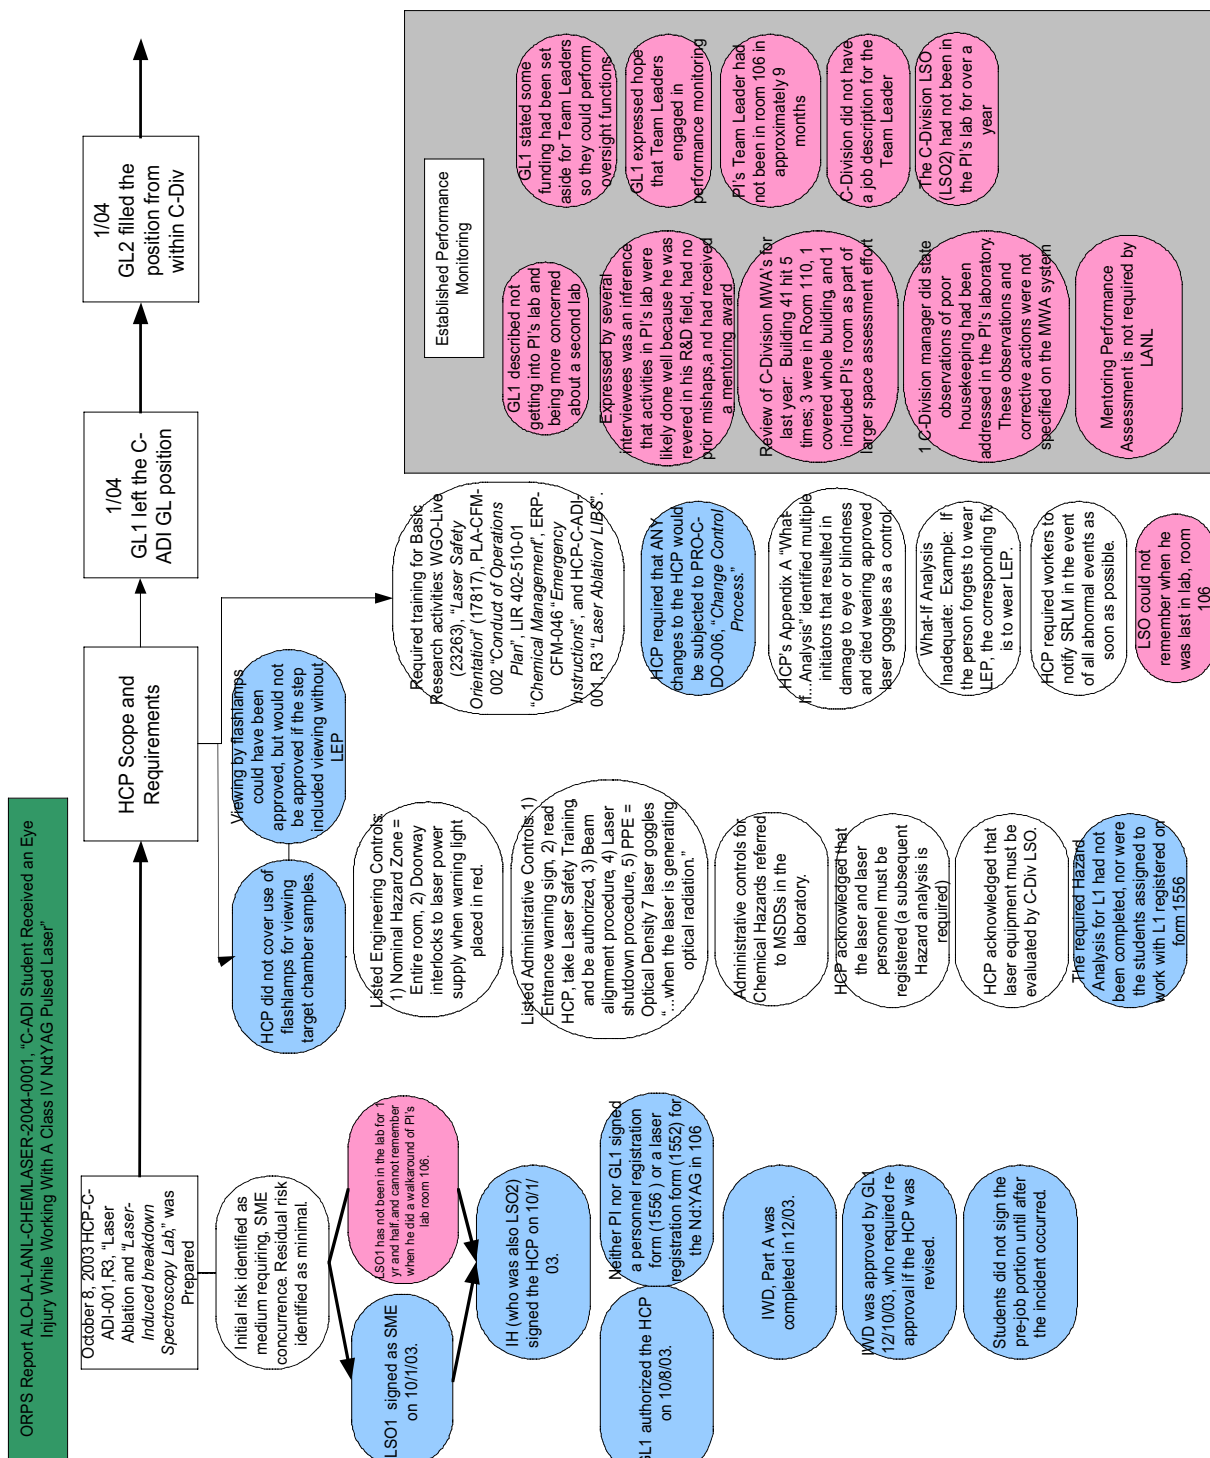 ORPS Report ALO-LA-LANL-CHEMLASER-2004-0001, “C-ADI Student Received an Eye
Injury While Working With A Class IV Nd:YAG Pulsed Laser”
October 8, 2003 HCP-C-
ADI-001,R3, “Laser
Ablation and “Laser-
Induced breakdown
Spectroscopy Lab,” was
Prepared
HCP Scope and
Requirements
1/04
GL1 left the C-
ADI GL position
1/04
GL2 filled the
position from
within C-Div
Initial risk identified as
medium requiring, SME
concurrence. Residual risk
identified as minimal.
LSO1 signed as SME
on 10/1/03.
LSO1 has not been in the lab for 1
yr and half. and cannot remember
when he did a walkaround of PI's
lab room 106.
IH (who was also LSO2)
signed the HCP on 10/1/
03.
GL1 authorized the HCP
on 10/8/03.
Neither PI nor GL1 signed
a personnel registration
form (1556 ) or a laser
registration form (1552) for
the Nd:YAG in 106
IWD, Part A was
completed in 12/03.
IWD was approved by GL1
12/10/03, who required re-
approval if the HCP was
revised.
Students did not sign the
pre-job portion until after
the incident occurred.
HCP did not cover use of
flashlamps for viewing
target chamber samples.
Viewing by flashlamps
could have been
approved, but would not
be approved if the step
included viewing without
LEP
Listed Engineering Controls:
1) Nominal Hazard Zone =
Entire room, 2) Doorway
interlocks to laser power
supply when warning light
placed in red.
Listed Administrative Controls: 1)
Entrance warning sign, 2) read
HCP, take Laser Safety Training
and be authorized, 3) Beam
alignment procedure, 4) Laser
shutdown procedure, 5) PPE =
Optical Density 7 laser goggles
“...when the laser is generating
optical radiation.”
Administrative controls for
Chemical Hazards referred
to MSDSs in the
laboratory.
HCP acknowledged that
the laser and laser
personnel must be
registered (a subsequent
Hazard analysis is
required)
HCP acknowledged that
laser equipment must be
evaluated by C-Div LSO.
The required Hazard
Analysis for L1 had not
been completed, nor were
the students assigned to
work with L1 registered on
form 1556
Required training for Basic
Research activities: WGO-Live
(23263), “Laser Safety
Orientation” (17817), PLA-CFM-
002 “Conduct of Operations
Plan”, LIR 402-510-01
“Chemical Management”, ERP-
CFM-046 “Emergency
Instructions”, and HCP-C-ADI-
001, R3 “Laser Ablation/ LIBS”.
HCP required that ANY
changes to the HCP would
be subjected to PRO-C-
DO-006, “Change Control
Process.”
HCP's Appendix A “What-
If...Analysis” identified multiple
initiators that resulted in
damage to eye or blindness
and cited wearing approved
laser goggles as a control.
What-If Analysis
Inadequate: Example: If
the person forgets to wear
LEP, the corresponding fix
is to wear LEP.
HCP required workers to
notify SRLM in the event
of all abnormal events as
soon as possible.
LSO could not
remember when he
was last in lab, room
106
Established Performance
Monitoring
GL1 described not
getting into PI's lab and
being more concerned
about a second lab
Expressed by several
interviewees was an inference
that activities in PI's lab were
likely done well because he was
revered in his R&D field, had no
prior mishaps,a nd had received
a mentoring award
Review of C-Division MWA's for
last year: Building 41 hit 5
times; 3 were in Room 110, 1
covered whole building, and 1
included PI's room as part of
larger space assessment effort
1 C-Division manager did state
observations of poor
housekeeping had been
addressed in the PI's laboratory.
These observations and
corrective actions were not
specified on the MWA system
Mentoring Performance
Assessment is not required by
LANL
GL1 stated some
funding had been set
aside for Team Leaders
so they could perform
oversight functions
GL1 expressed hope
that Team Leaders
engaged in
performance monitoring
PI's Team Leader had
not been in room 106 in
approximately 9
months
C-Division did not have
a job description for the
Team Leader
The C-Division LSO
(LSO2) had not been in
the PI's lab for over a
year